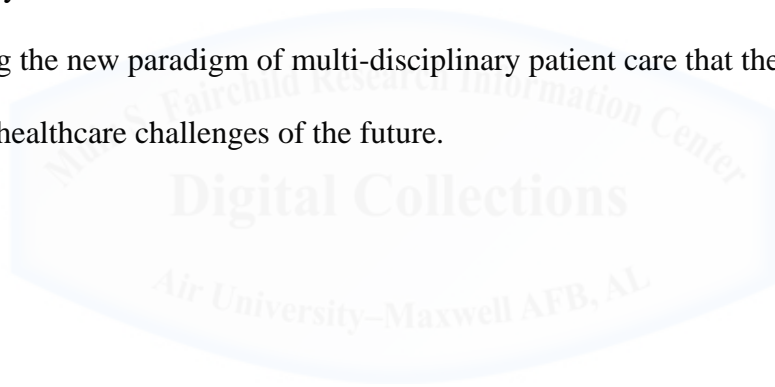 g the new paradigm of multi-disciplinary patient care that the
healthcare challenges of the future.
Muir S. Fairchild Research Information Center
Digital Collections
Air University–Maxwell AFB, AL